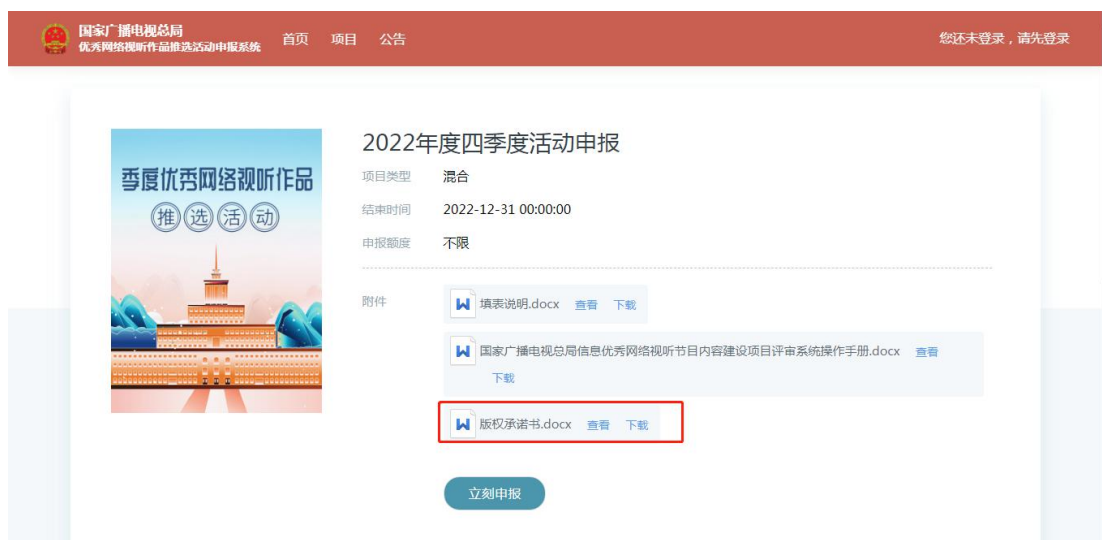 国家广播电视总局
优秀网络视听作品推选活动申报系统
首页 项目 公告
您还未登录，请先登录
季度优秀网络视听作品
推选活动
2022年度四季度活动申报
项目类型 混合
结束时间 2022-12-31 00:00:00
申报额度 不限
附件 填表说明.docx 查看 下载
国家广播电视总局信息优秀网络视听节目内容建设项目评审系统操作手册.docx 查看
下载
版权承诺书.docx 查看 下载
立刻申报